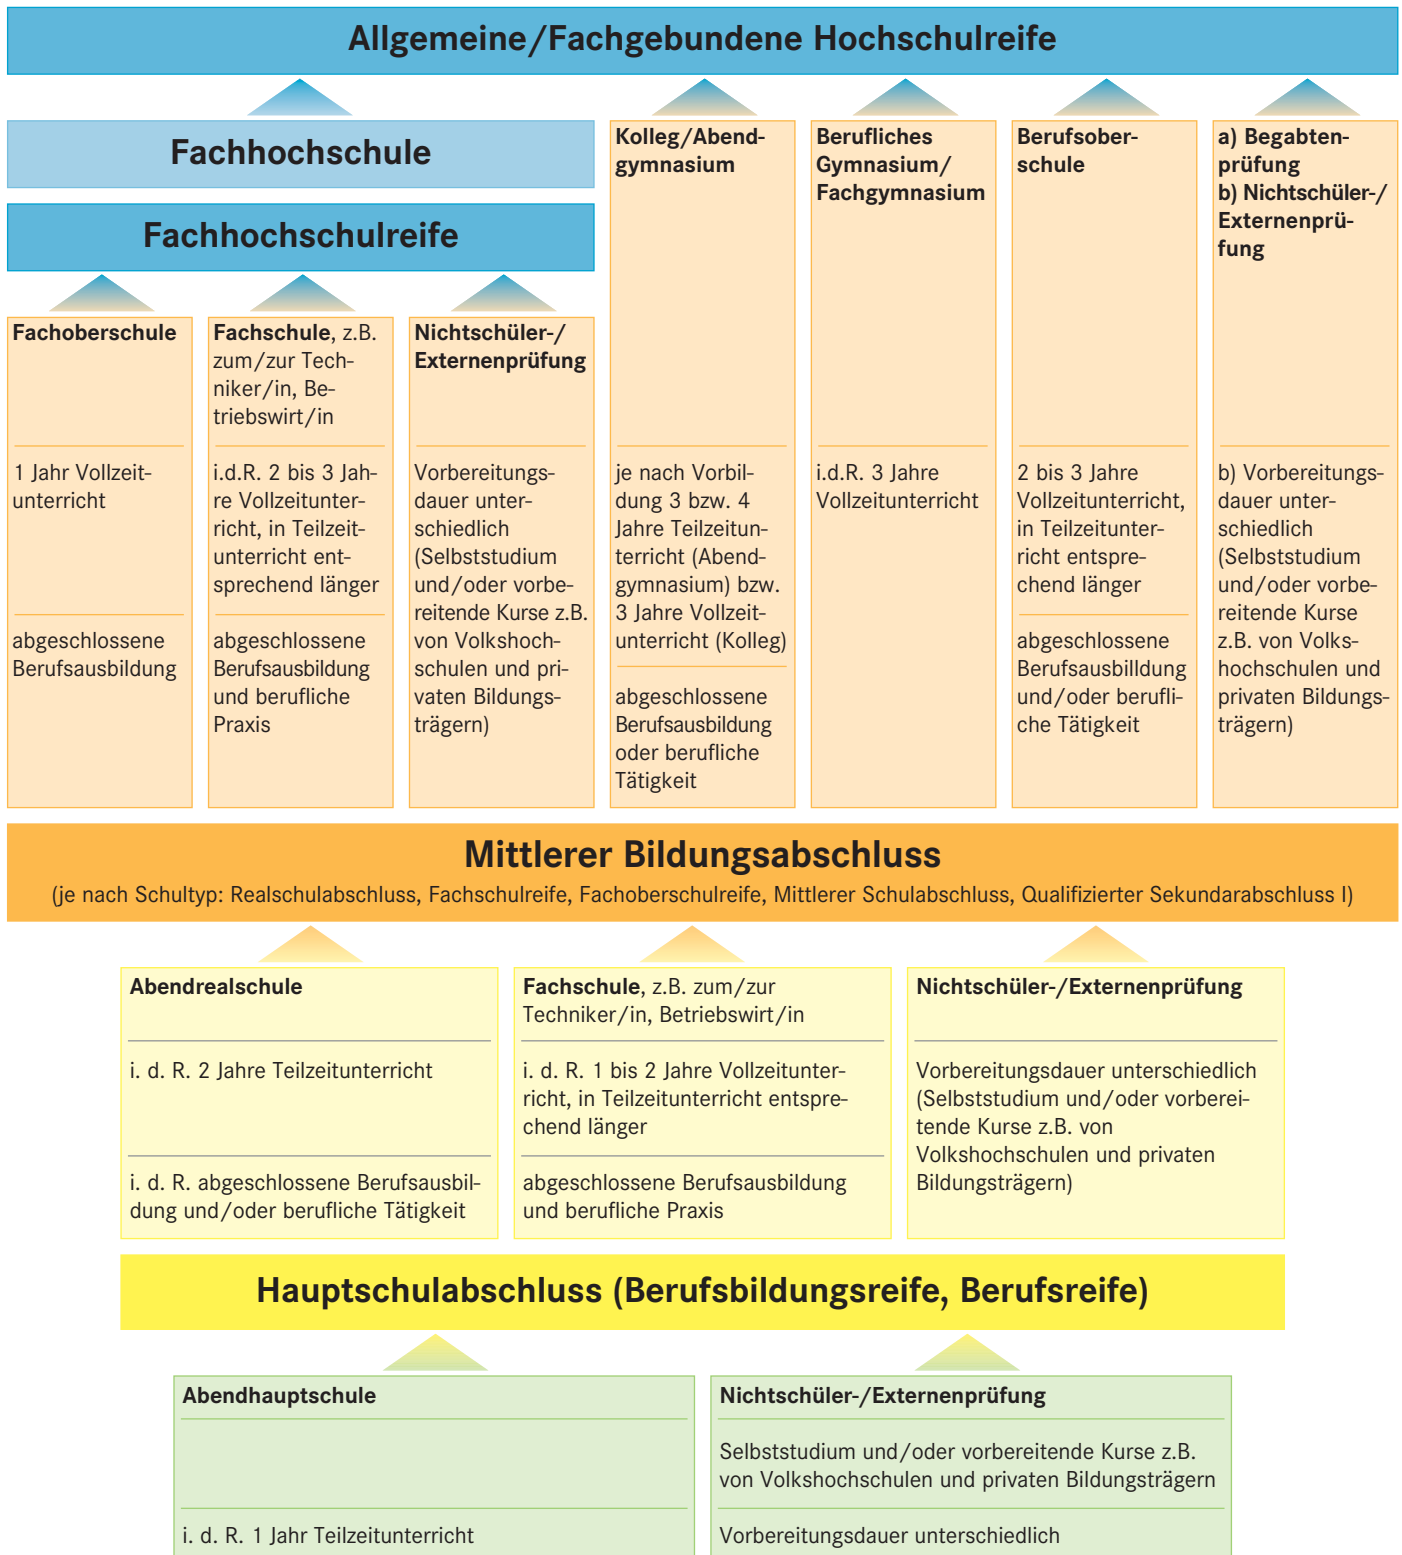 Allgemeine/Fachgebundene Hochschulreife
Fachhochschule
Fachhochschulreife
Fachoberschule
1 Jahr Vollzeit-
unterricht
abgeschlossene
Berufsausbildung
Fachschule, z.B.
zum/zur Tech-
niker/in, Be-
triebswirt/in
i.d.R. 2 bis 3 Jah-
re Vollzeitunter-
richt, in Teilzeit-
unterricht ent-
sprechend länger
abgeschlossene
Berufsausbildung
und berufliche
Praxis
Nichtschüler-/
Externenprüfung
Vorbereitungs-
dauer unter-
schiedlich
(Selbststudium
und/oder vorbe-
reitende Kurse z.B.
von Volkshoch-
schulen und pri-
vaten Bildungs-
trägern)
Kolleg/Abend-
gymnasium
je nach Vorbil-
dung 3 bzw. 4
Jahre Teilzeitun-
terricht (Abend-
gymnasium) bzw.
3 Jahre Vollzeit-
unterricht (Kolleg)
abgeschlossene
Berufsausbildung
oder berufliche
Tätigkeit
Berufliches
Gymnasium/
Fachgymnasium
i.d.R. 3 Jahre
Vollzeitunterricht
Berufsober-
schule
2 bis 3 Jahre
Vollzeitunterricht,
in Teilzeitunter-
richt entspre-
chend länger
abgeschlossene
Berufsausbilldung
und/oder berufli-
che Tätigkeit
a) Begabten-
prüfung
b) Nichtschüler-/
Externenprü-
fung
b) Vorbereitungs-
dauer unter-
schiedlich
(Selbststudium
und/oder vorbe-
reitende Kurse
z.B. von Volks-
hochschulen und
privaten Bildungs-
trägern)
Mittlerer Bildungsabschluss
(je nach Schultyp: Realschulabschluss, Fachschulreife, Fachoberschulreife, Mittlerer Schulabschluss, Qualifizierter Sekundarabschluss I)
Abendrealschule
i. d. R. 2 Jahre Teilzeitunterricht
i. d. R. abgeschlossene Berufsausbil-
dung und/oder berufliche Tätigkeit
Fachschule, z.B. zum/zur
Techniker/in, Betriebswirt/in
i. d. R. 1 bis 2 Jahre Vollzeitunter-
richt, in Teilzeitunterricht entspre-
chend länger
abgeschlossene Berufsausbildung
und berufliche Praxis
Nichtschüler-/Externenprüfung
Vorbereitungsdauer unterschiedlich
(Selbststudium und/oder vorberei-
tende Kurse z.B. von
Volkshochschulen und privaten
Bildungsträgern)
Hauptschulabschluss (Berufsbildungsreife, Berufsreife)
Abendhauptschule
i. d. R. 1 Jahr Teilzeitunterricht
Nichtschüler-/Externenprüfung
Selbststudium und/oder vorbereitende Kurse z.B.
von Volkshochschulen und privaten Bildungsträgern
Vorbereitungsdauer unterschiedlich